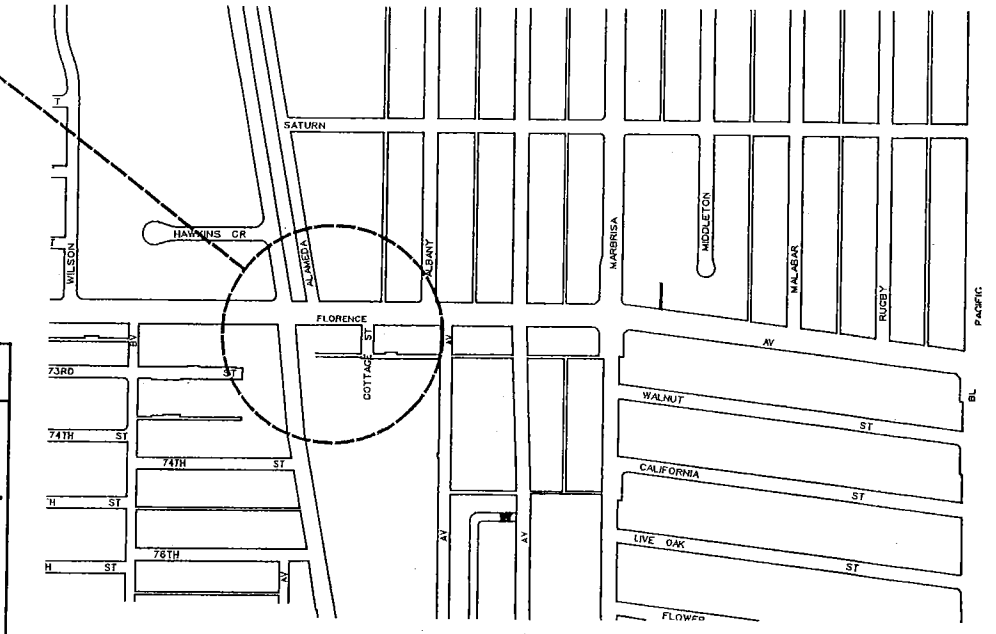 T
SATURN
HAWKINS CR
WILSON
ALAMEDA
ALBANY
MARBRISA
MIDDLETON
MALABAR
RUGBY
PACIFIC
FLORENCE
BV
ST
AV
AV
73RD
ST
COTTAGE
BL
WALNUT
ST
74TH ST
74TH ST
CALIFORNIA
ST
H ST
AV
AV
LIVE OAK
ST
76TH
H ST
AV
FLOWER